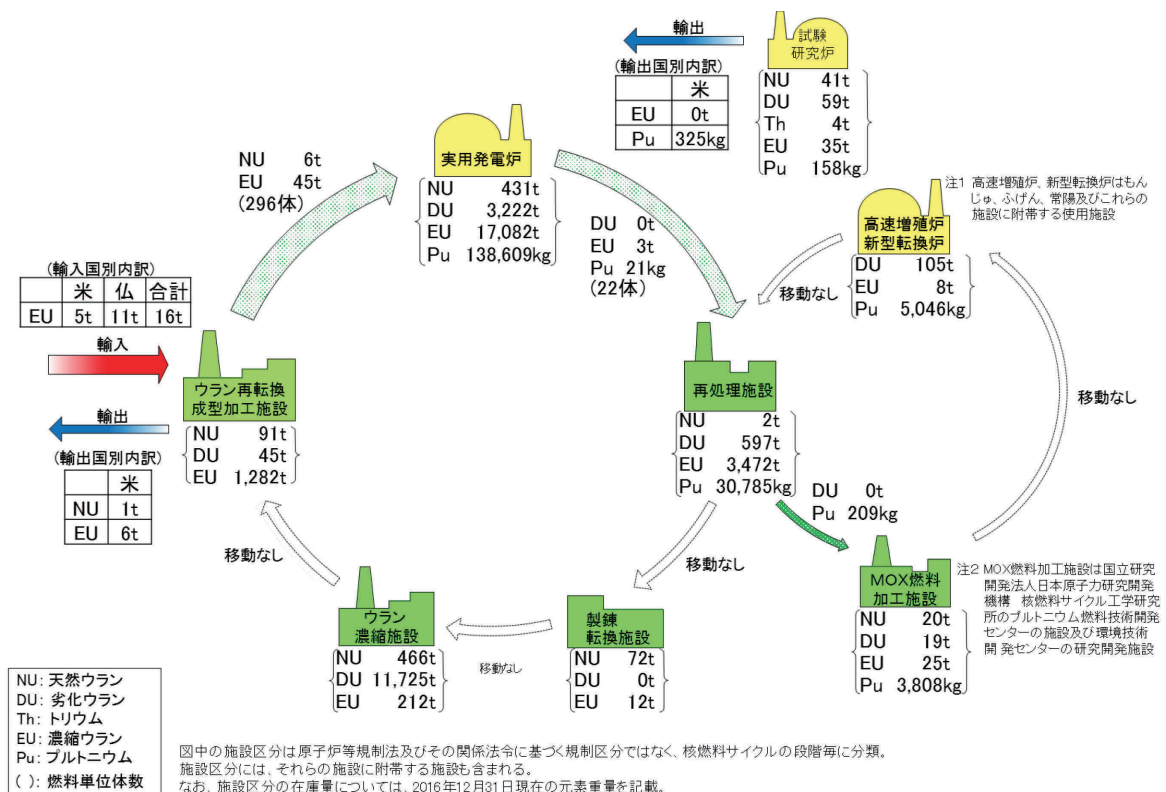 輸出
(輸出国別内訳)
米
EU 0t
Pu 325kg
試験
研究炉
NU 41t
DU 59t
Th 4t
EU 35t
Pu 158kg
NU 6t
EU 45t
(296体)
実用発電炉
NU 431t
DU 3,222t
EU 17,082t
Pu 138,609kg
DU 0t
EU 3t
Pu 21kg
(22体)
注1 高速増殖炉、新型転換炉はもん
じゅ、ふげん、常陽及びこれらの
施設に附帯する使用施設
高速増殖炉
新型転換炉
DU 105t
EU 8t
Pu 5,046kg
移動なし
(輸入国別内訳)
米 仏 合計
EU 5t 11t 16t
輸入
ウラン再転換
成型加工施設
NU 91t
DU 45t
EU 1,282t
輸出
(輸出国別内訳)
米
NU 1t
EU 6t
再処理施設
NU 2t
DU 597t
EU 3,472t
Pu 30,785kg
移動なし
DU 0t
Pu 209kg
移動なし
移動なし
MOX燃料
加工施設
NU 20t
DU 19t
EU 25t
Pu 3,808kg
注2 MOX燃料加工施設は国立研究
開発法人日本原子力研究開発
機構 核燃料サイクル工学研究
所のプルトニウム燃料技術開発
センターの施設及び環境技術
開発センターの研究開発施設
ウラン
濃縮施設
NU 466t
DU 11,725t
EU 212t
移動なし
製錬
転換施設
NU 72t
DU 0t
EU 12t
NU: 天然ウラン
DU: 劣化ウラン
Th: トリウム
EU: 濃縮ウラン
Pu: プルトニウム
( ): 燃料単位体数
図中の施設区分は原子炉等規制法及びその関係法令に基づく規制区分ではなく、核燃料サイクルの段階毎に分類。
施設区分には、それらの施設に附帯する施設も含まれる。
なお、施設区分の在庫量については、2016年12月31日現在の元素重量を記載。